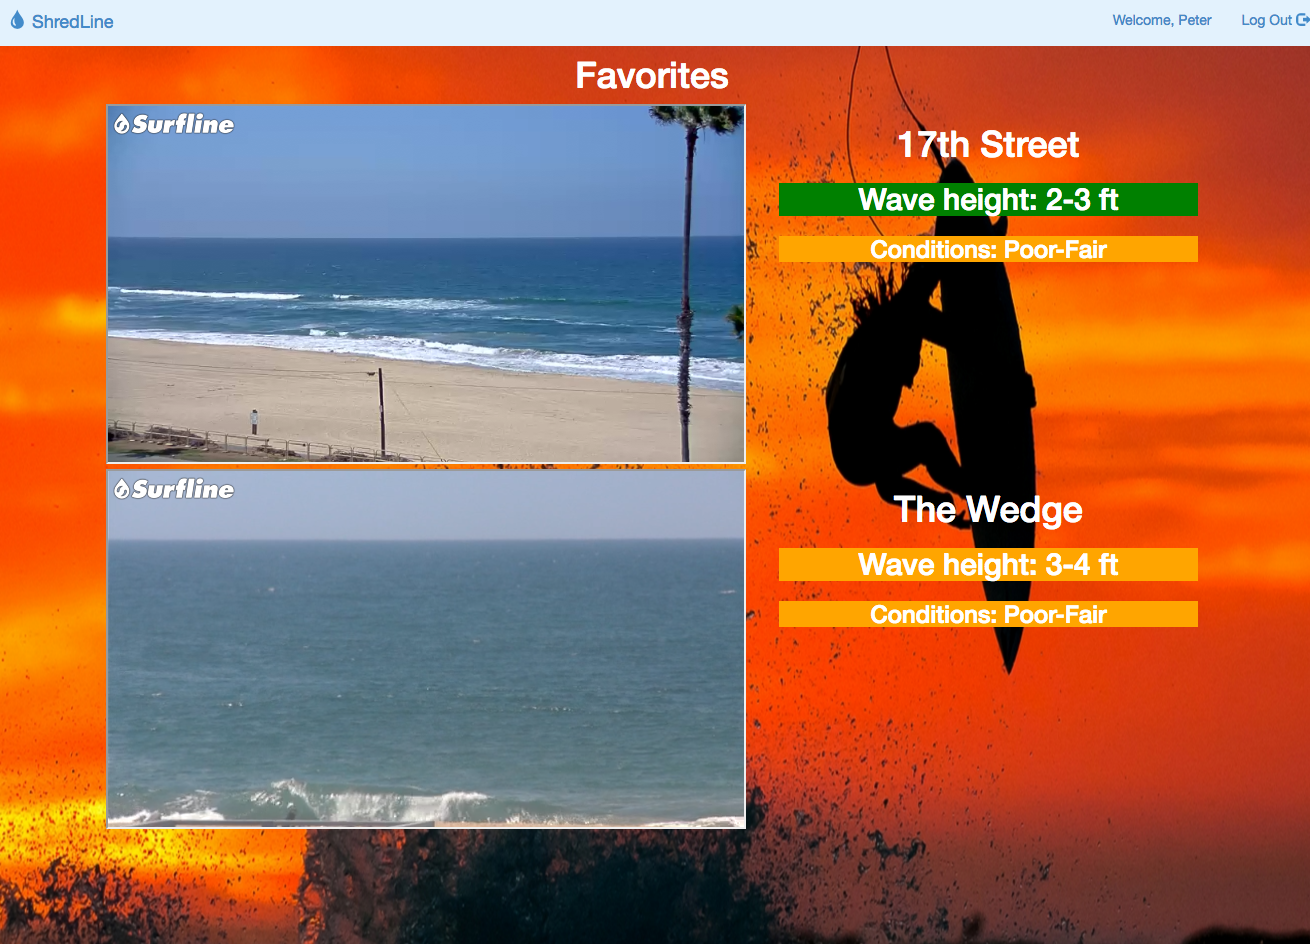 ShredLine
Welcome, Peter
Log Out
Favorites
Surfline
17th Street
Wave height: 2-3 ft
Conditions: Poor-Fair
Surfline
The Wedge
Wave height: 3-4 ft
Conditions: Poor-Fair